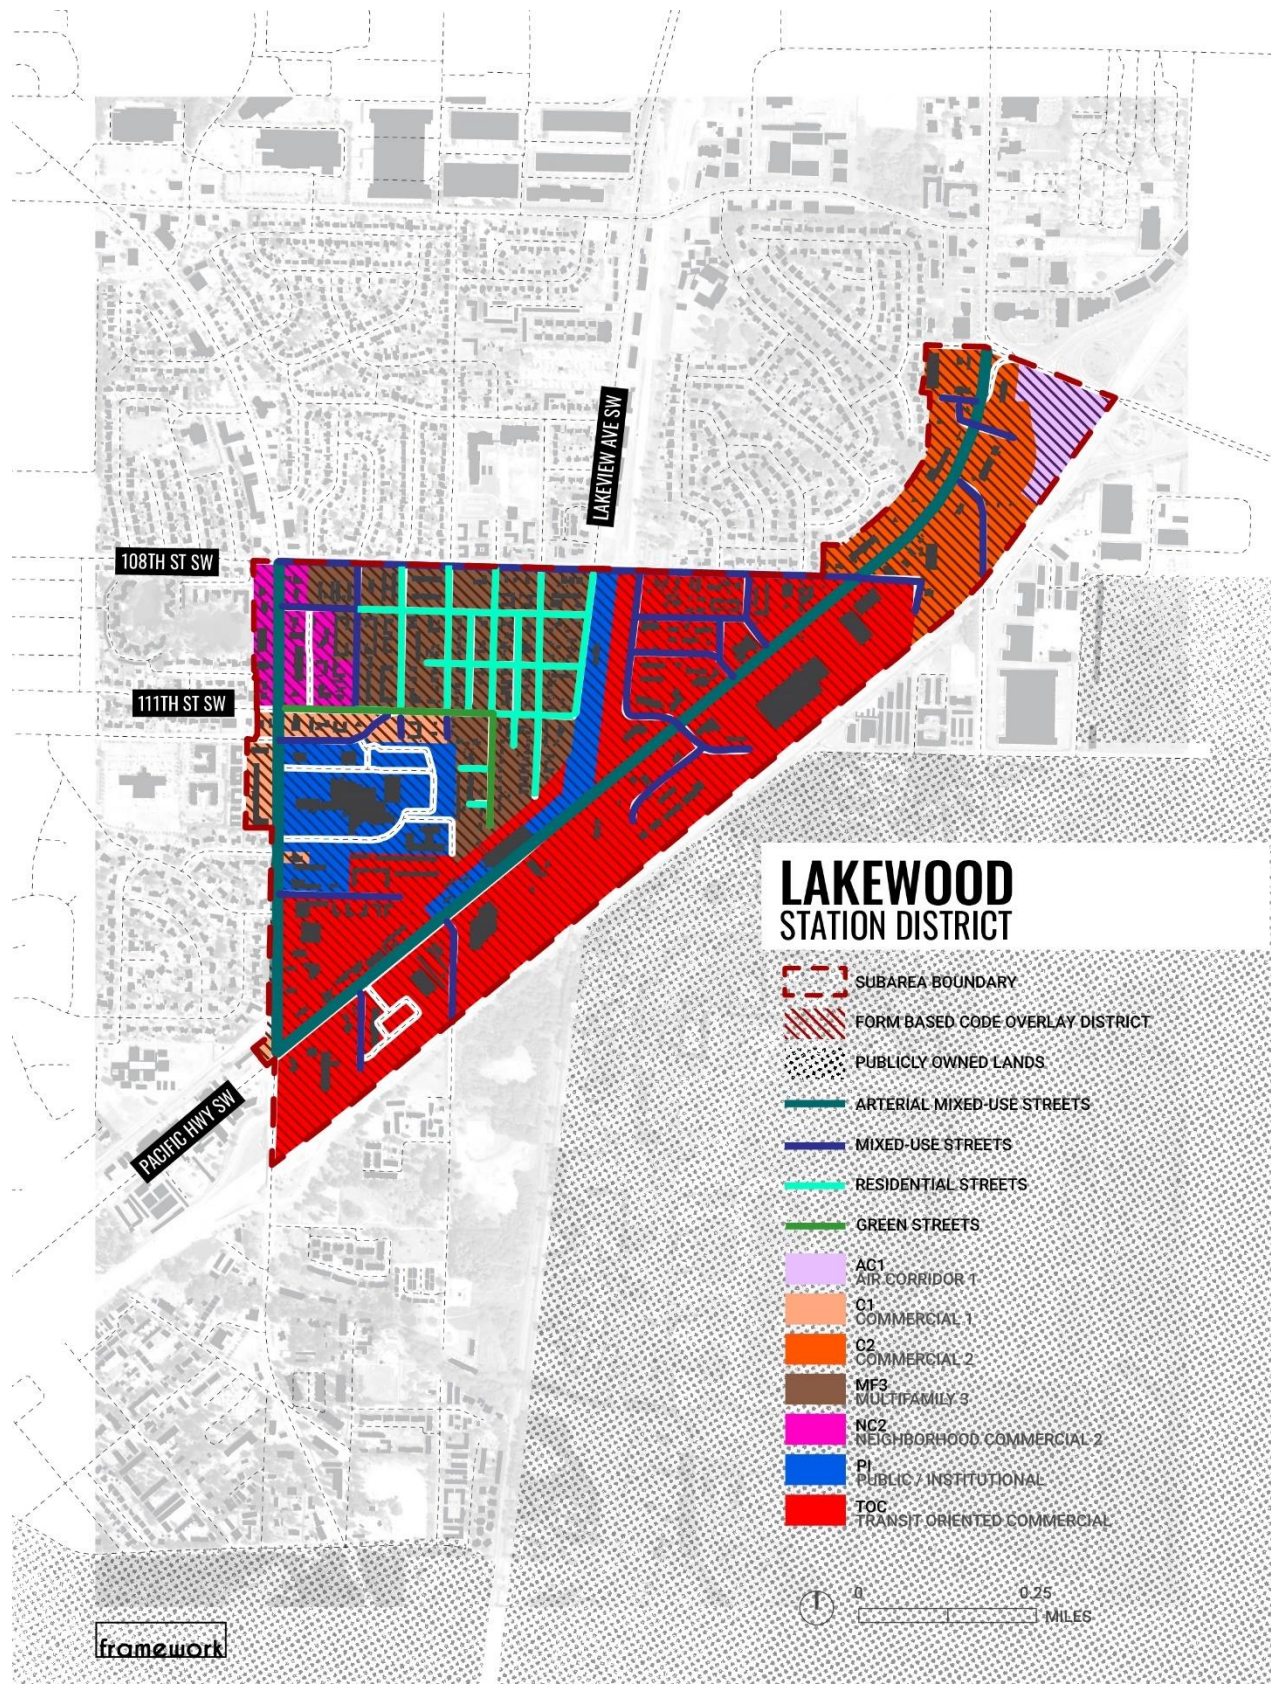 LAKEVIEW AVE SW
108TH ST SW
111TH ST SW
PACIFIC HWY SW
LAKEWOOD
STATION DISTRICT
SUBAREA BOUNDARY
FORM BASED CODE OVERLAY DISTRICT
PUBLICLY OWNED LANDS
ARTERIAL MIXED-USE STREETS
MIXED-USE STREETS
RESIDENTIAL STREETS
GREEN STREETS
AC1
AIR CORRIDOR 1
C1
COMMERCIAL 1
C2
COMMERCIAL 2
MF3
MULTIFAMILY 3
NC2
NEIGHBORHOOD COMMERCIAL 2
PI
PUBLIC / INSTITUTIONAL
TOC
TRANSIT ORIENTED COMMERCIAL
0 0.25
MILES
framework